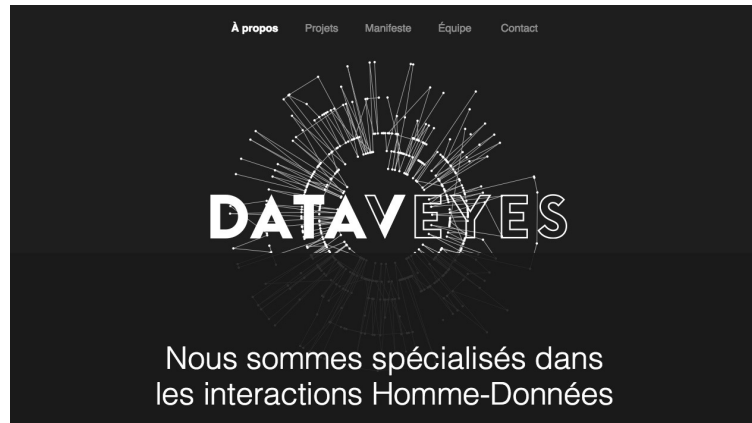 À propos Projets Manifeste Équipe Contact
DATAVEYES
Nous sommes spécialisés dans
les interactions Homme-Données